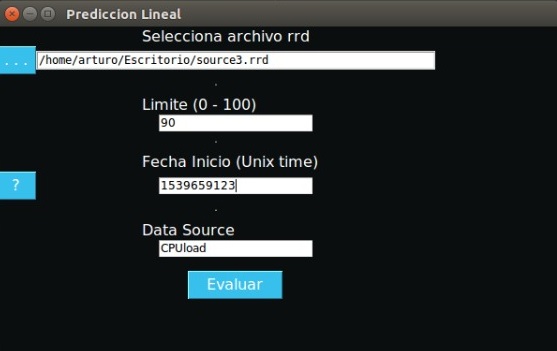 Prediccion Lineal
Selecciona archivo rrd
...
/home/arturo/Escritorio/source3.rrd
.
Limite (0 - 100)
90
.
Fecha Inicio (Unix time)
?
1539659123
.
Data Source
CPUload
Evaluar